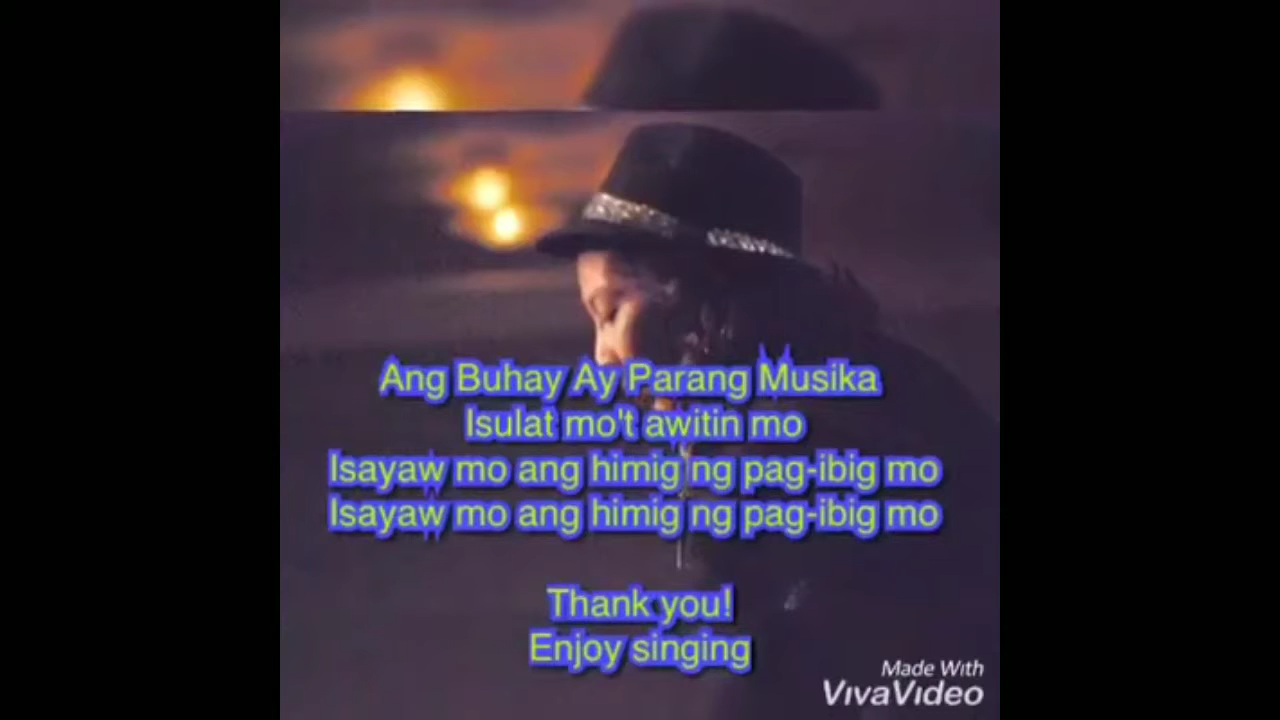 Ang Buhay Ay Parang Musika
Isulat mo't awitin mo
Isayaw mo ang himig ng pag-ibig mo
Isayaw mo ang himig ng pag-ibig mo
Thank you!
Enjoy singing
Made With
VivaVideo